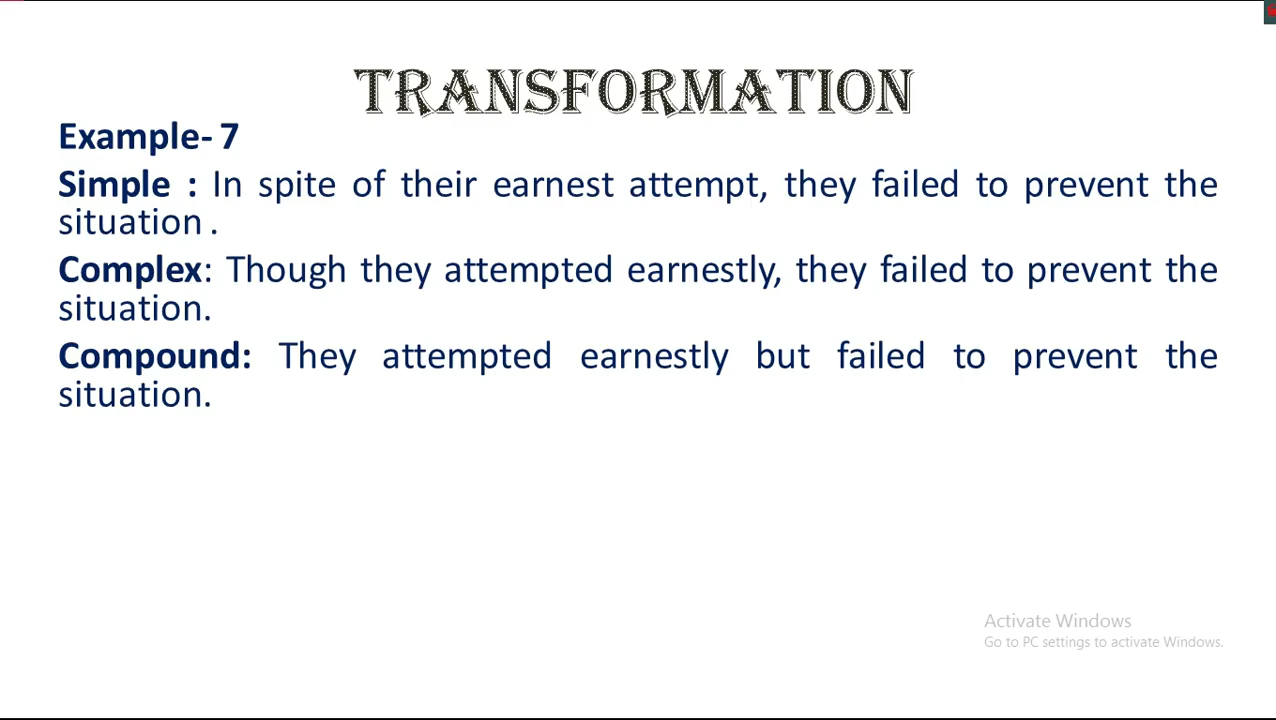 TRANSFORMATION
Example- 7
Simple : In spite of their earnest attempt, they failed to prevent the
situation .
Complex: Though they attempted earnestly, they failed to prevent the
situation.
Compound: They attempted earnestly but failed to prevent the
situation.
Activate Windows
Go to PC settings to activate Windows.